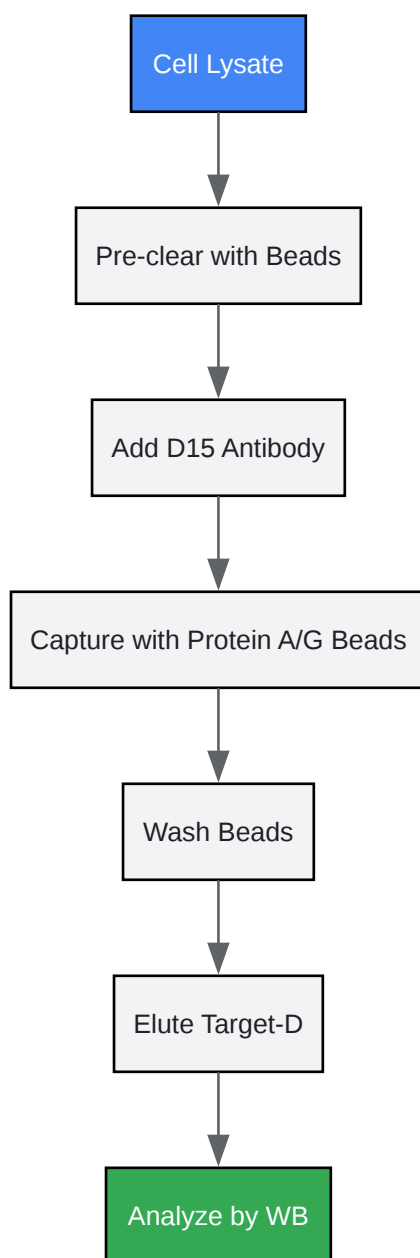 Cell Lysate
Pre-clear with Beads
Add D15 Antibody
Capture with Protein A/G Beads
Wash Beads
Elute Target-D
Analyze by WB